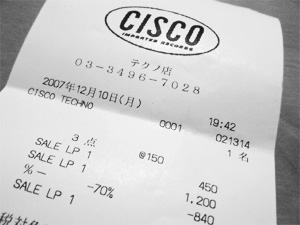 CISCO
IMPORTED RECORDS
テクノ店
03-3496-7028
2007年12月10日(月) 19:42
CISCO TECHNO 0001 021314
3 点 1 名
SALE LP 1 @150 450
SALE LP 1 1,200
%- -70% -840
SALE LP 1